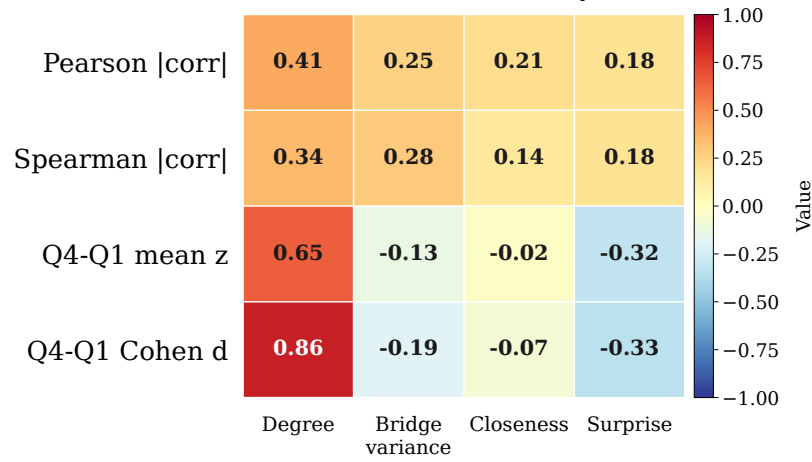 Pearson |corr| 0.41 0.25 0.21 0.18
Spearman |corr| 0.34 0.28 0.14 0.18
Q4-Q1 mean z 0.65 -0.13 -0.02 -0.32
Q4-Q1 Cohen d 0.86 -0.19 -0.07 -0.33
Degree Bridge variance Closeness Surprise
1.00
0.75
0.50
0.25
0.00
−0.25
−0.50
−0.75
−1.00
Value